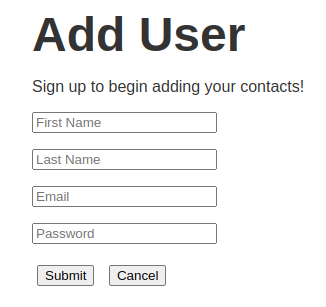 Add User
Sign up to begin adding your contacts!
First Name
Last Name
Email
Password
Submit Cancel